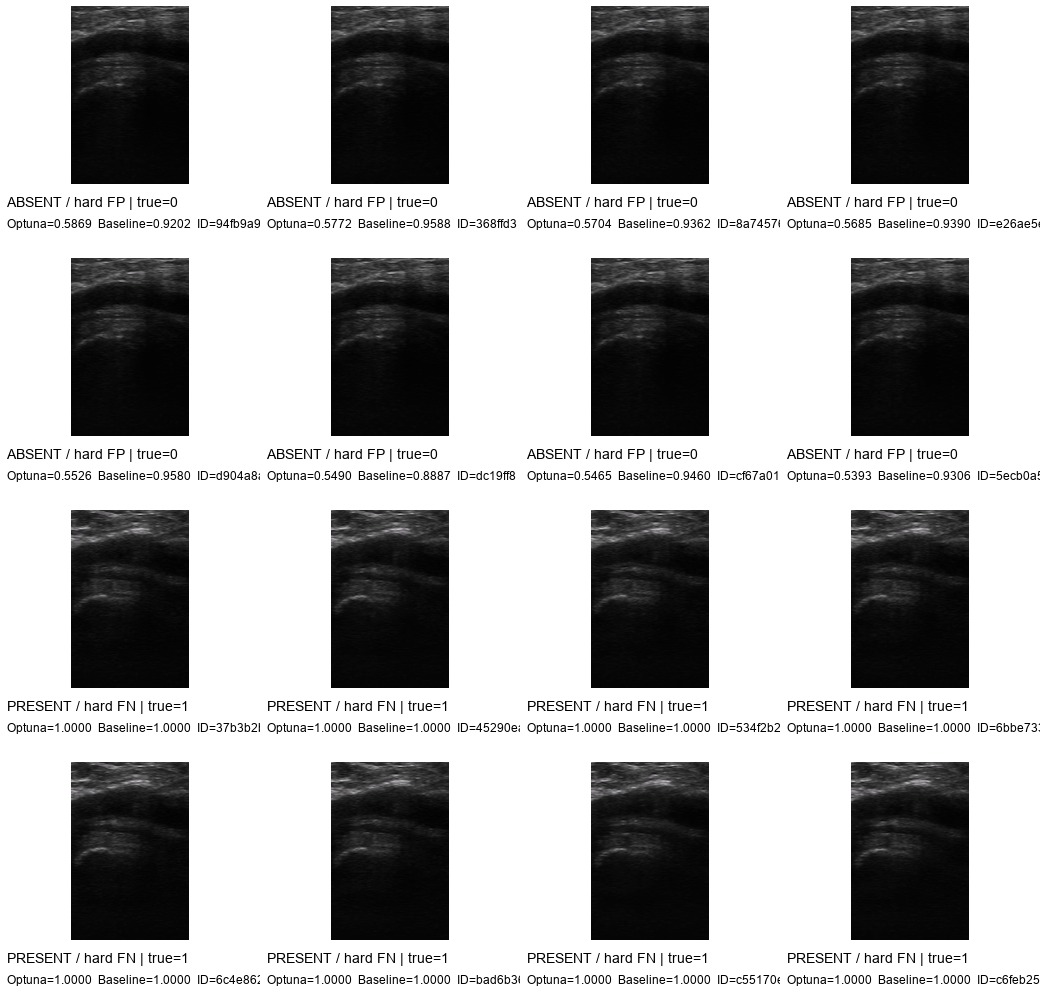 ABSENT / hard FP | true=0 ABSENT / hard FP | true=0 ABSENT / hard FP | true=0 ABSENT / hard FP | true=0
Optuna=0.5869 Baseline=0.9202 ID=94fb9a9 Optuna=0.5772 Baseline=0.9588 ID=368ffd3 Optuna=0.5704 Baseline=0.9362 ID=8a74576 Optuna=0.5685 Baseline=0.9390 ID=e26ae5e
ABSENT / hard FP | true=0 ABSENT / hard FP | true=0 ABSENT / hard FP | true=0 ABSENT / hard FP | true=0
Optuna=0.5526 Baseline=0.9580 ID=d904a8a Optuna=0.5490 Baseline=0.8887 ID=dc19ff8 Optuna=0.5465 Baseline=0.9460 ID=cf67a01 Optuna=0.5393 Baseline=0.9306 ID=5ecb0a5
PRESENT / hard FN | true=1 PRESENT / hard FN | true=1 PRESENT / hard FN | true=1 PRESENT / hard FN | true=1
Optuna=1.0000 Baseline=1.0000 ID=37b3b2 Optuna=1.0000 Baseline=1.0000 ID=45290ea Optuna=1.0000 Baseline=1.0000 ID=534f2b2 Optuna=1.0000 Baseline=1.0000 ID=6bbe733
PRESENT / hard FN | true=1 PRESENT / hard FN | true=1 PRESENT / hard FN | true=1 PRESENT / hard FN | true=1
Optuna=1.0000 Baseline=1.0000 ID=6c4e862 Optuna=1.0000 Baseline=1.0000 ID=bad6b36 Optuna=1.0000 Baseline=1.0000 ID=c55170e Optuna=1.0000 Baseline=1.0000 ID=c6feb25